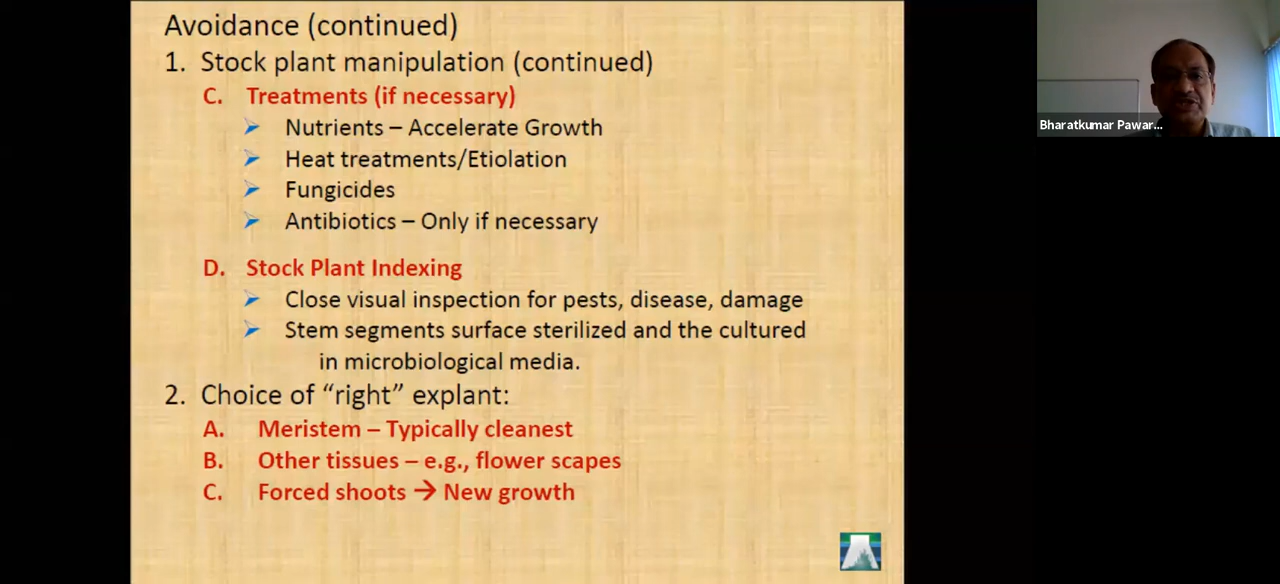 Avoidance (continued)
1. Stock plant manipulation (continued)
C. Treatments (if necessary)
➢ Nutrients – Accelerate Growth
➢ Heat treatments/Etiolation
➢ Fungicides
➢ Antibiotics – Only if necessary
D. Stock Plant Indexing
➢ Close visual inspection for pests, disease, damage
➢ Stem segments surface sterilized and the cultured
in microbiological media.
2. Choice of “right” explant:
A. Meristem – Typically cleanest
B. Other tissues – e.g., flower scapes
C. Forced shoots → New growth
Bharatkumar Pawar...